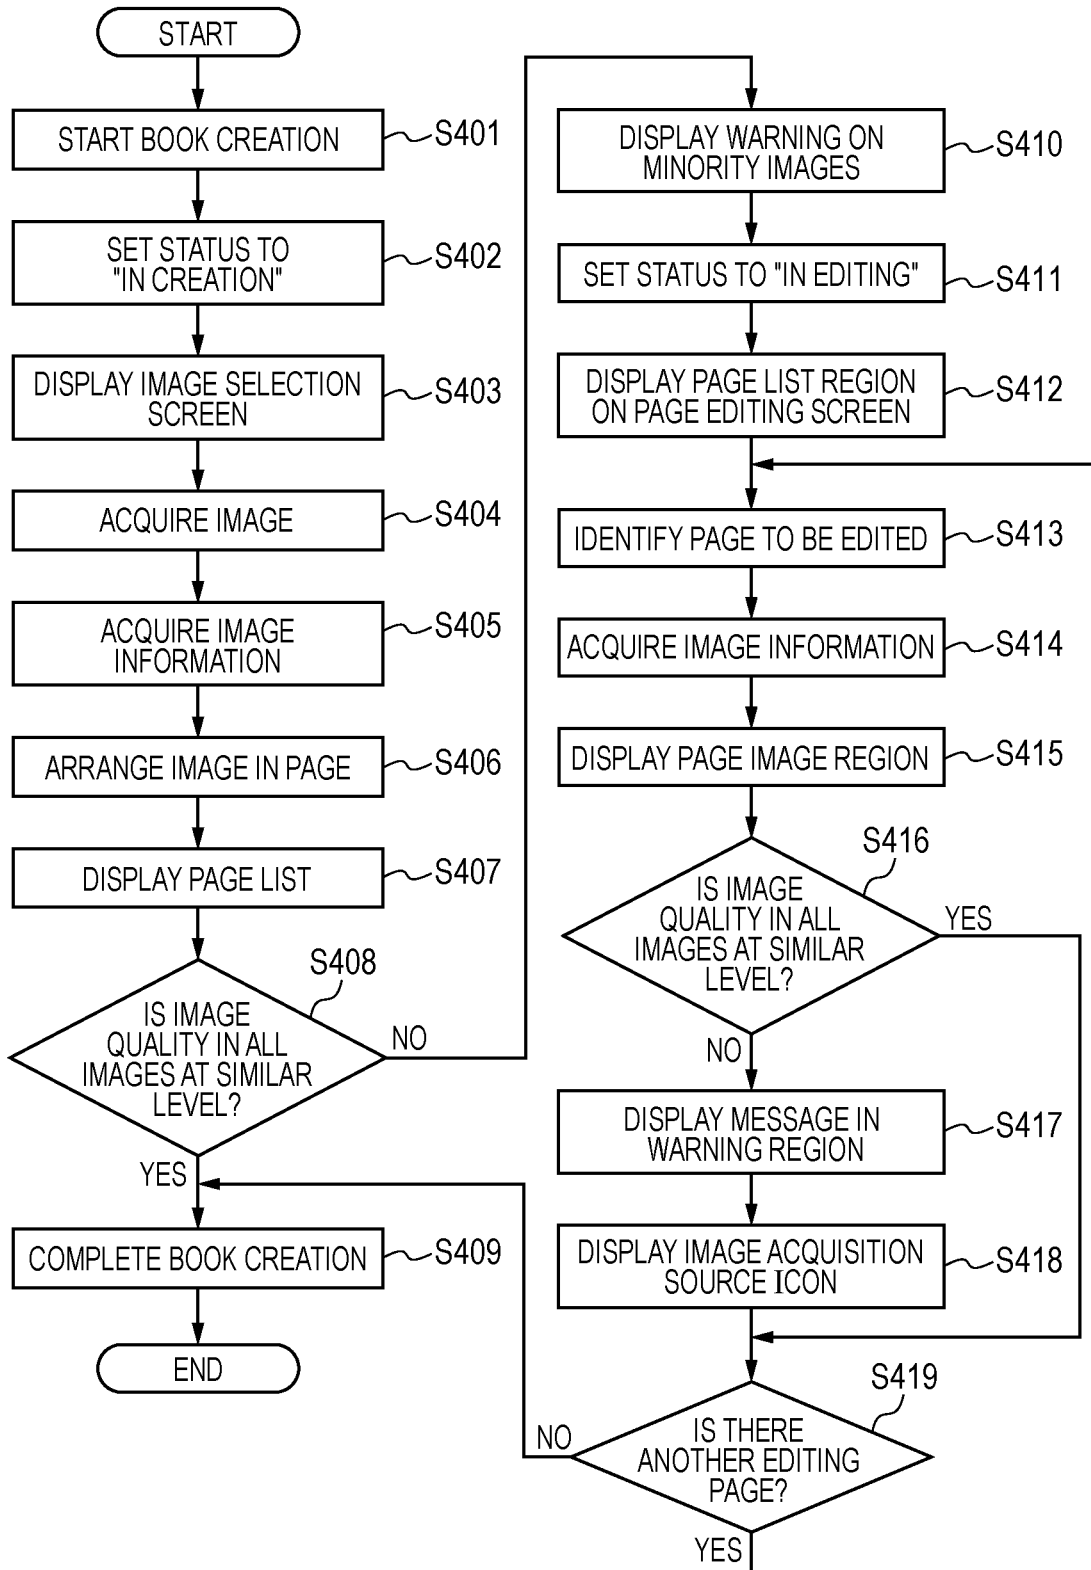 START
START BOOK CREATION
S401
SET STATUS TO
"IN CREATION"
S402
DISPLAY IMAGE SELECTION
SCREEN
S403
ACQUIRE IMAGE
S404
ACQUIRE IMAGE
INFORMATION
S405
ARRANGE IMAGE IN PAGE
S406
DISPLAY PAGE LIST
S407
S408
IS IMAGE
QUALITY IN ALL
IMAGES AT SIMILAR
LEVEL?
NO
YES
COMPLETE BOOK CREATION
S409
END
DISPLAY WARNING ON
MINORITY IMAGES
S410
SET STATUS TO "IN EDITING"
S411
DISPLAY PAGE LIST REGION
ON PAGE EDITING SCREEN
S412
IDENTIFY PAGE TO BE EDITED
S413
ACQUIRE IMAGE INFORMATION
S414
DISPLAY PAGE IMAGE REGION
S415
S416
IS IMAGE
QUALITY IN ALL
IMAGES AT SIMILAR
LEVEL?
YES
NO
DISPLAY MESSAGE IN
WARNING REGION
S417
DISPLAY IMAGE ACQUISITION
SOURCE ICON
S418
S419
IS THERE
ANOTHER EDITING
PAGE?
NO
YES